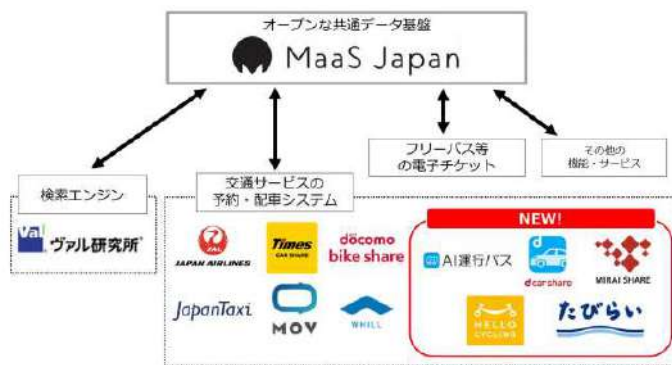 オープンな共通データ基盤
MaaS Japan
検索エンジン
交通サービスの
予約・配車システム
フリーパス等
の電子チケット
その他の
機能・サービス
Val
ヴァル研究所
JAL
JAPAN AIRLINES
Times
CAR SHARE
docomo
bike share
JapanTaxi
MOV
WHILL
NEW!
AI運行バス
d
d carshare
MIRAI SHARE
HELLO
CYCLING
たびらい